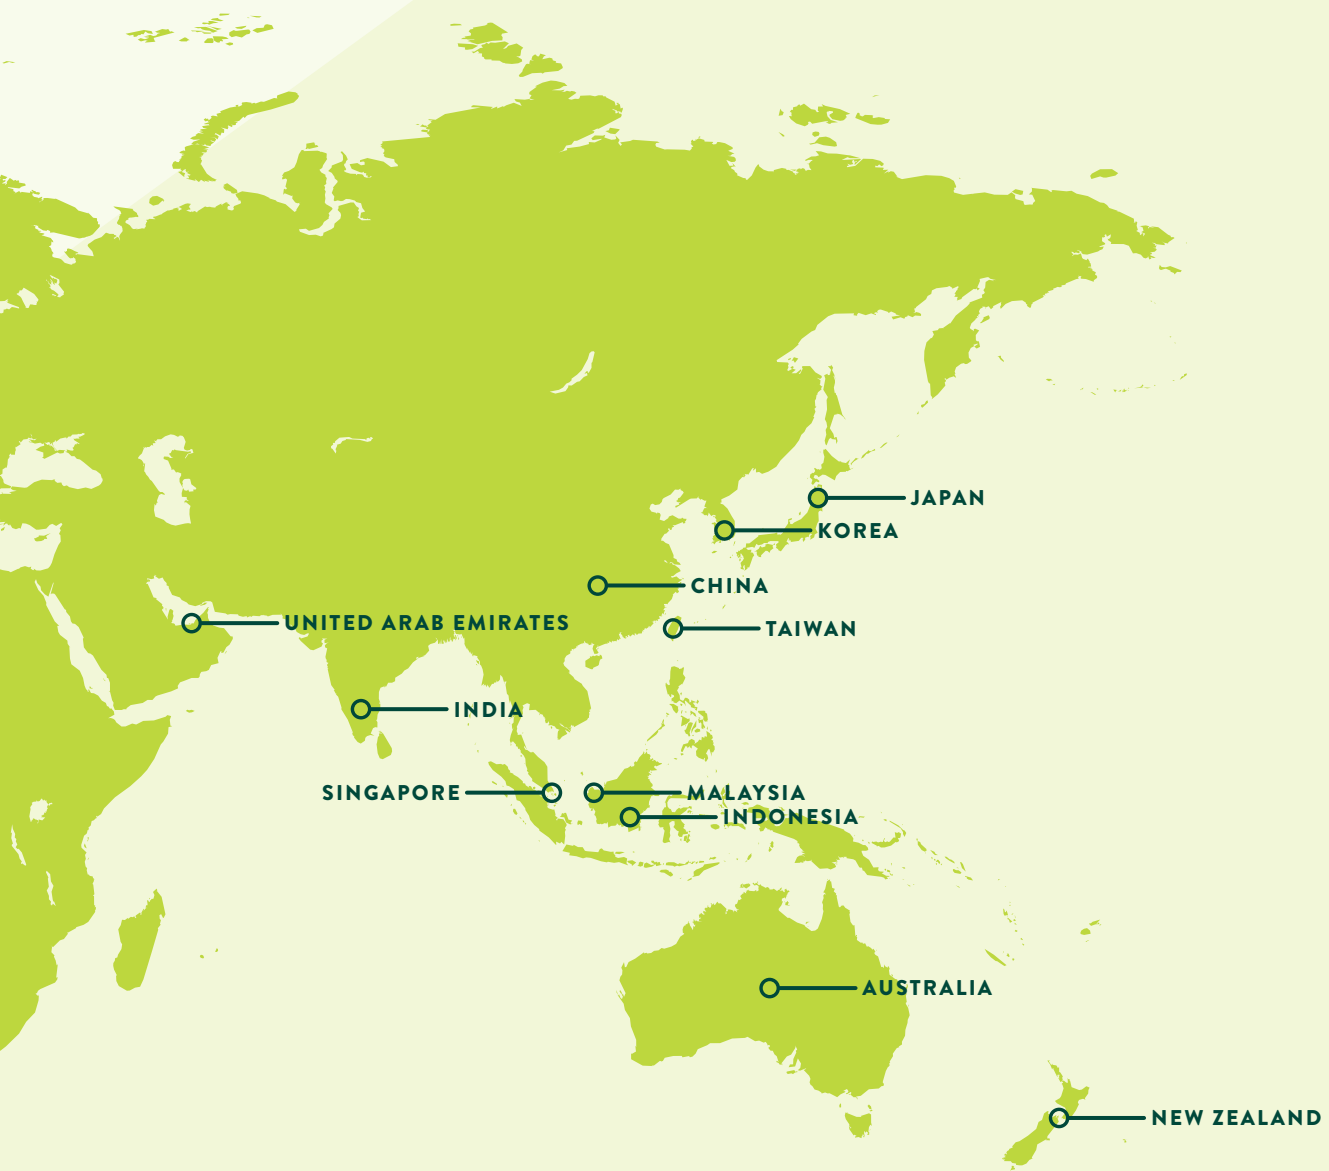 JAPAN
KOREA
CHINA
UNITED ARAB EMIRATES
TAIWAN
INDIA
SINGAPORE
MALAYSIA
INDONESIA
AUSTRALIA
NEW ZEALAND